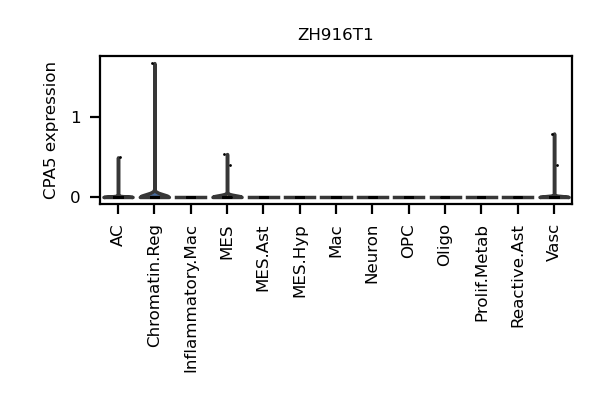 ZH916T1
CPA5 expression
1
0
AC
Chromatin.Reg
Inflammatory.Mac
MES
MES.Ast
MES.Hyp
Mac
Neuron
OPC
Oligo
Prolif.Metab
Reactive.Ast
Vasc